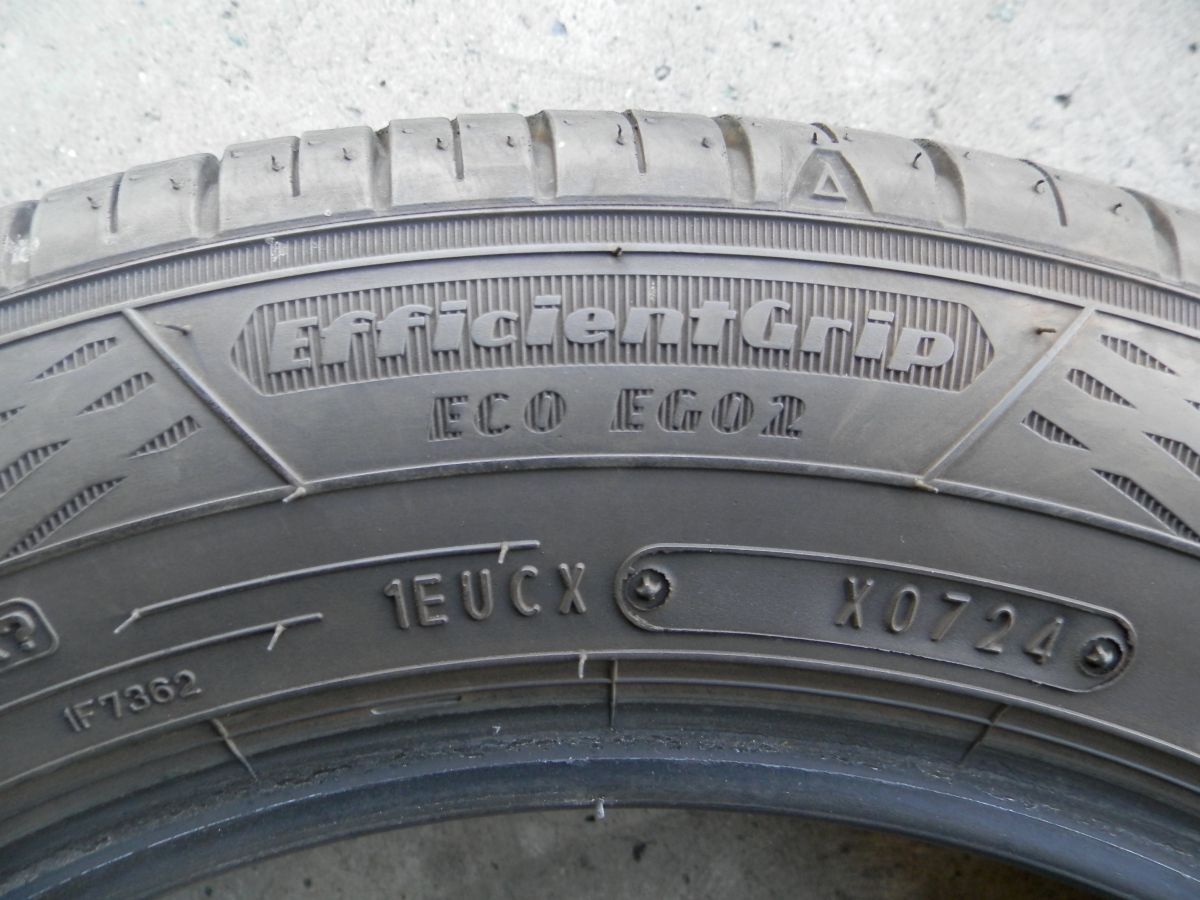 EfficientGrip
ECO EG02
1EUCX X0724
1F7362